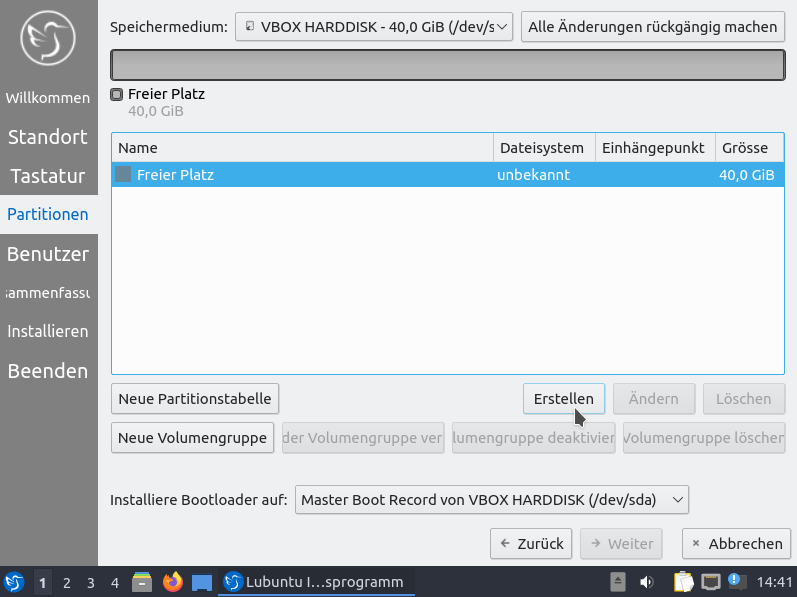 Speichermedium: VBOX HARDDISK - 40,0 GiB (/dev/s Alle Änderungen rückgängig machen
Freier Platz
40,0 GiB
Willkommen
Standort
Tastatur
Partitionen
Benutzer
sammenfassu
Installieren
Beenden
Name Dateisystem Einhängepunkt Grösse
Freier Platz unbekannt 40,0 GiB
Neue Partitionstabelle Erstellen Ändern Löschen
Neue Volumengruppe der Volumengruppe ver lumengruppe deaktivier Volumengruppe löschen
Installiere Bootloader auf: Master Boot Record von VBOX HARDDISK (/dev/sda)
Zurück Weiter Abbrechen
1 2 3 4 Lubuntu I...sprogramm 14:41